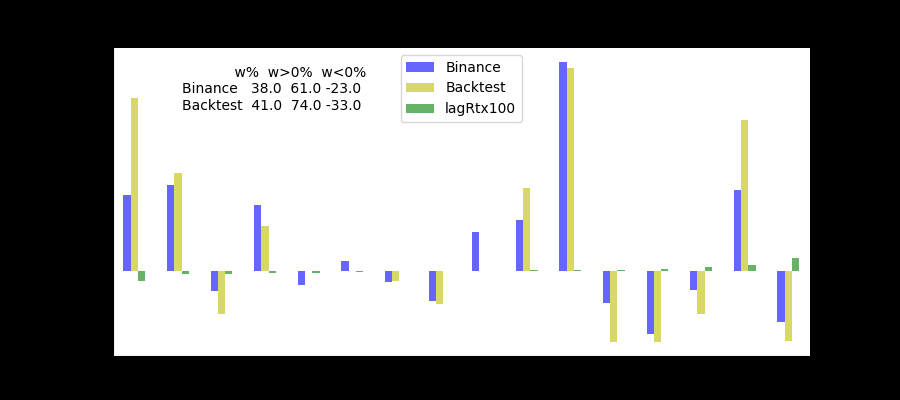 w% w>0% w<0%
Binance 38.0 61.0 -23.0
Backtest 41.0 74.0 -33.0
Binance
Backtest
lagRtx100